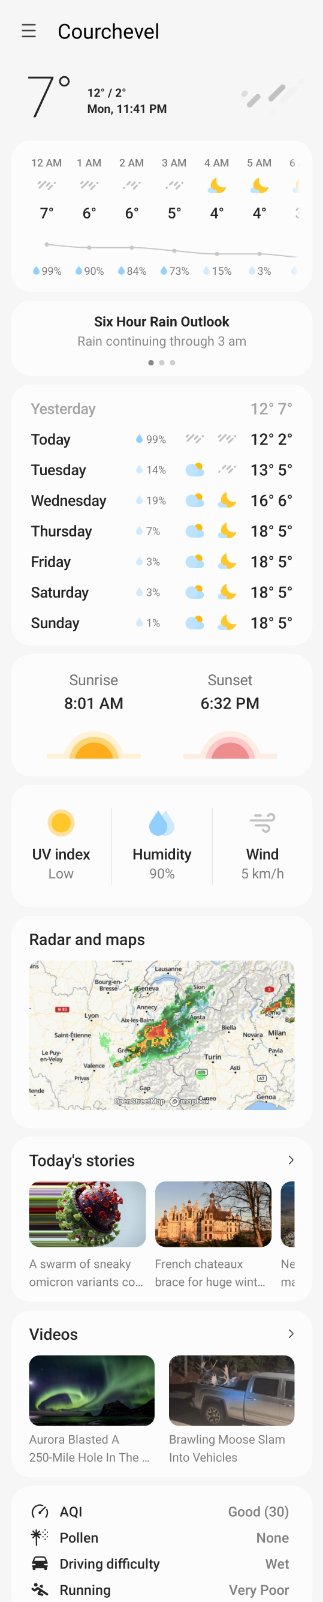 Courchevel
7°
12° / 2°
Mon, 11:41 PM
12 AM 1 AM 2 AM 3 AM 4 AM 5 AM 6
7° 6° 6° 5° 4° 4°
99% 90% 84% 73% 15% 3%
Six Hour Rain Outlook
Rain continuing through 3 am
Yesterday 12° 7°
Today 99% 12° 2°
Tuesday 14% 13° 5°
Wednesday 19% 16° 6°
Thursday 7% 18° 5°
Friday 3% 18° 5°
Saturday 3% 18° 5°
Sunday 1% 18° 5°
Sunrise Sunset
8:01 AM 6:32 PM
UV index Humidity Wind
Low 90% 5 km/h
Radar and maps
Lausanne
Bourg-en-
Bresse Geneva Sion
Annecy
Lyon Aix-les-Bains Aosta
Saint-Étienne Biella Milan
Novara
Le Puy-
en-Velay Turin Pavia
Valence Asti
Privas
Gap
Cuneo Genoa
OpenStreetMap mapbox
Today's stories
A swarm of sneaky French chateaux Ne
omicron variants co... brace for huge wint... ma
Videos
Aurora Blasted A Brawling Moose Slam
250-Mile Hole In The ... Into Vehicles
AQI Good (30)
Pollen None
Driving difficulty Wet
Running Very Poor